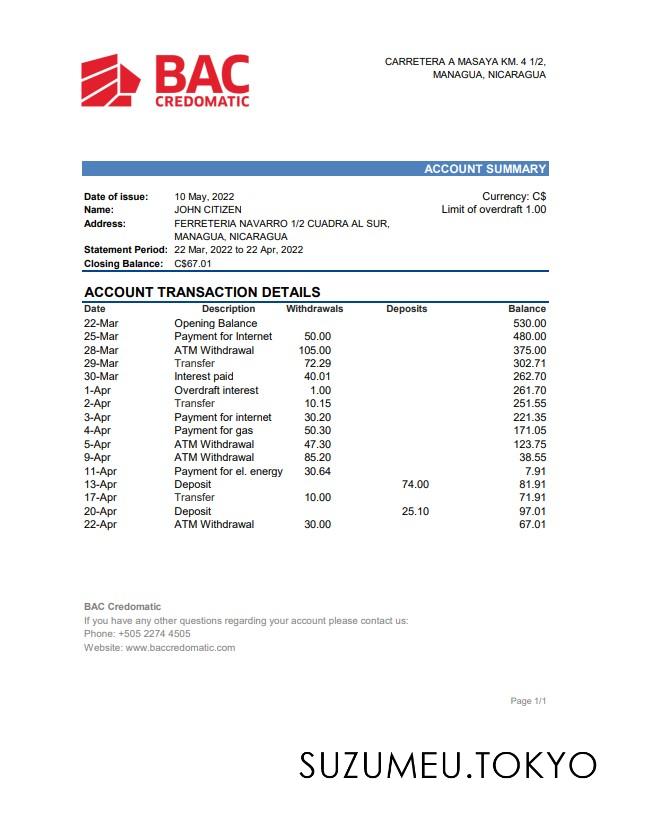 BAC
CREDOMATIC
CARRETERA A MASAYA KM. 4 1/2,
MANAGUA, NICARAGUA
ACCOUNT SUMMARY
Date of issue: 10 May, 2022 Currency: C$
Name: JOHN CITIZEN Limit of overdraft 1.00
Address: FERRETERIA NAVARRO 1/2 CUADRA AL SUR,
MANAGUA, NICARAGUA
Statement Period: 22 Mar, 2022 to 22 Apr, 2022
Closing Balance: C$67.01
ACCOUNT TRANSACTION DETAILS
Date Description Withdrawals Deposits Balance
22-Mar Opening Balance 530.00
25-Mar Payment for Internet 50.00 480.00
28-Mar ATM Withdrawal 105.00 375.00
29-Mar Transfer 72.29 302.71
30-Mar Interest paid 40.01 262.70
1-Apr Overdraft interest 1.00 261.70
2-Apr Transfer 10.15 251.55
3-Apr Payment for internet 30.20 221.35
4-Apr Payment for gas 50.30 171.05
5-Apr ATM Withdrawal 47.30 123.75
9-Apr ATM Withdrawal 85.20 38.55
11-Apr Payment for el. energy 30.64 7.91
13-Apr Deposit 74.00 81.91
17-Apr Transfer 10.00 71.91
20-Apr Deposit 25.10 97.01
22-Apr ATM Withdrawal 30.00 67.01
BAC Credomatic
If you have any other questions regarding your account please contact us:
Phone: +505 2274 4505
Website: www.baccredomatic.com
Page 1/1
SUZUMEU.TOKYO